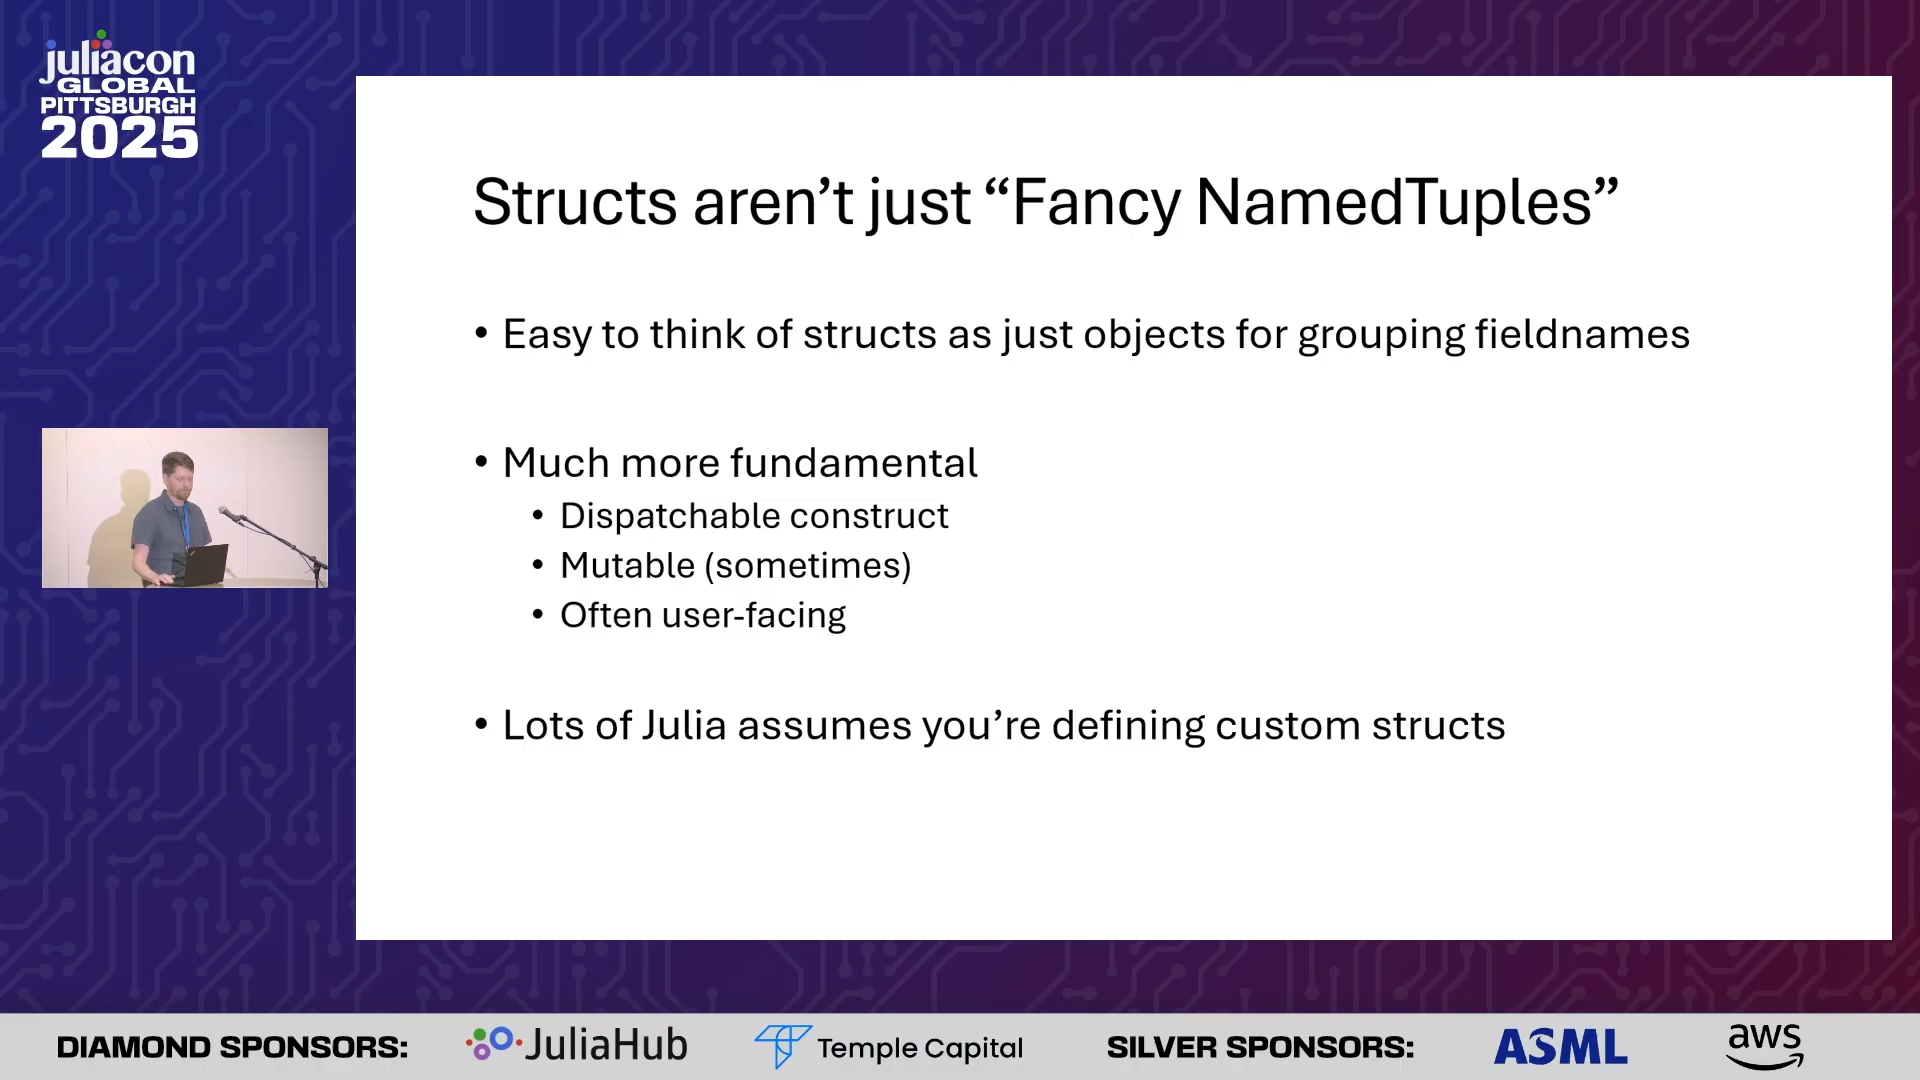 juliacon
GLOBAL
PITTSBURGH
2025
Structs aren’t just “Fancy NamedTuples”
• Easy to think of structs as just objects for grouping fieldnames
• Much more fundamental
• Dispatchable construct
• Mutable (sometimes)
• Often user-facing
• Lots of Julia assumes you’re defining custom structs
DIAMOND SPONSORS: JuliaHub Temple Capital SILVER SPONSORS: ASML aws